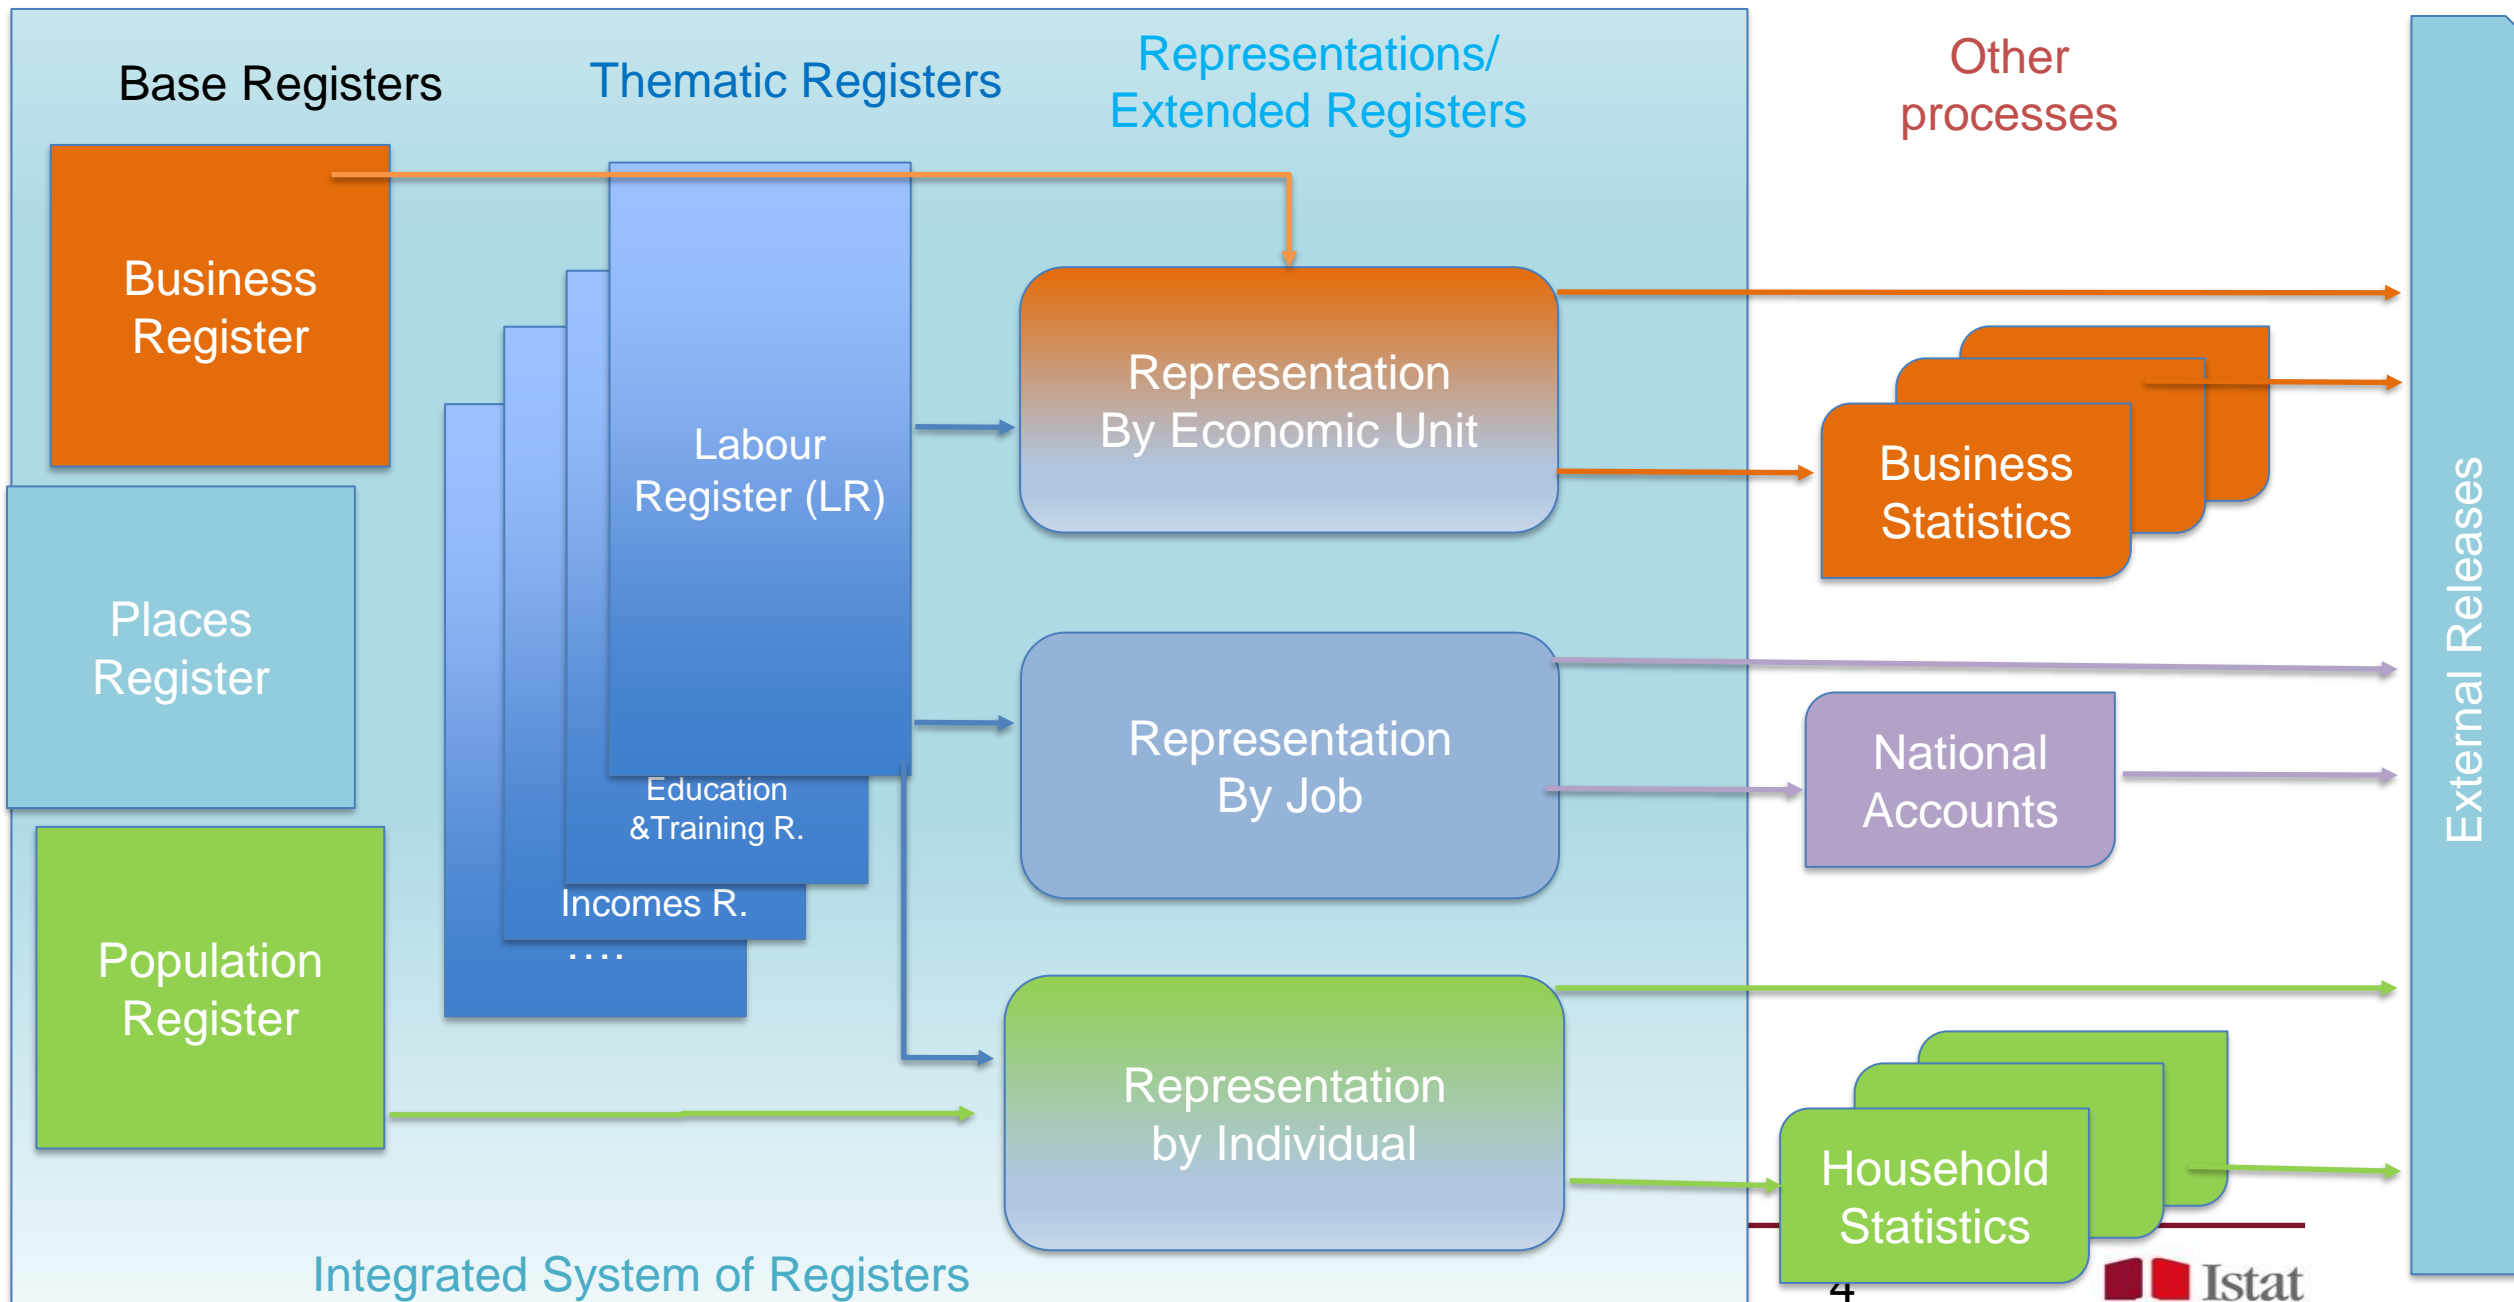 Base Registers
Thematic Registers
Representations/
Extended Registers
Other
processes
Business
Register
Places
Register
Population
Register
Labour
Register (LR)
Education
&Training R.
Incomes R.
....
Representation
By Economic Unit
Representation
By Job
Representation
by Individual
Business
Statistics
National
Accounts
Household
Statistics
External Releases
Integrated System of Registers
4
Istat